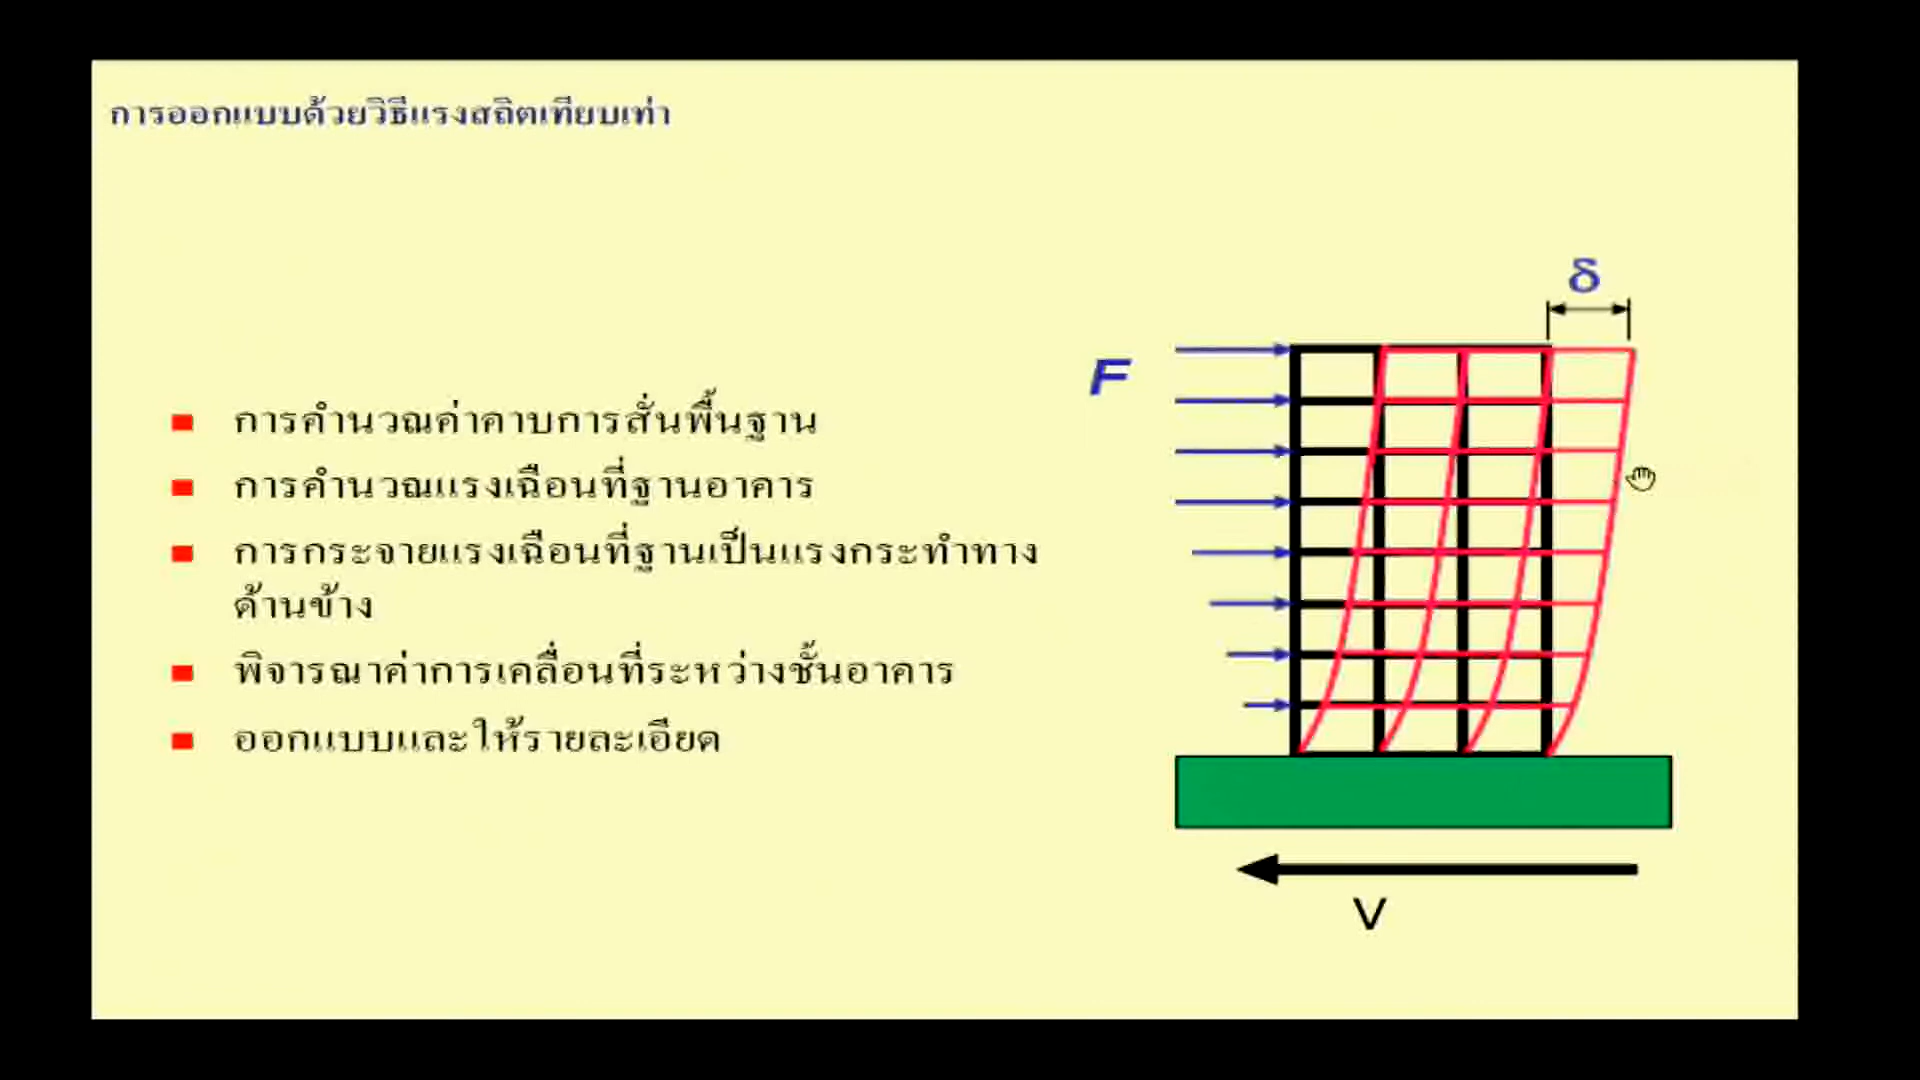 การออกแบบด้วยวิธีแรงสถิตเทียบเท่า
δ
F
การคำนวณค่าคาบการสั่นพื้นฐาน
การคำนวณแรงเฉือนที่ฐานอาคาร
การกระจายแรงเฉือนที่ฐานเป็นแรงกระทำทาง
ด้านข้าง
พิจารณาค่าการเคลื่อนที่ระหว่างชั้นอาคาร
ออกแบบและให้รายละเอียด
V